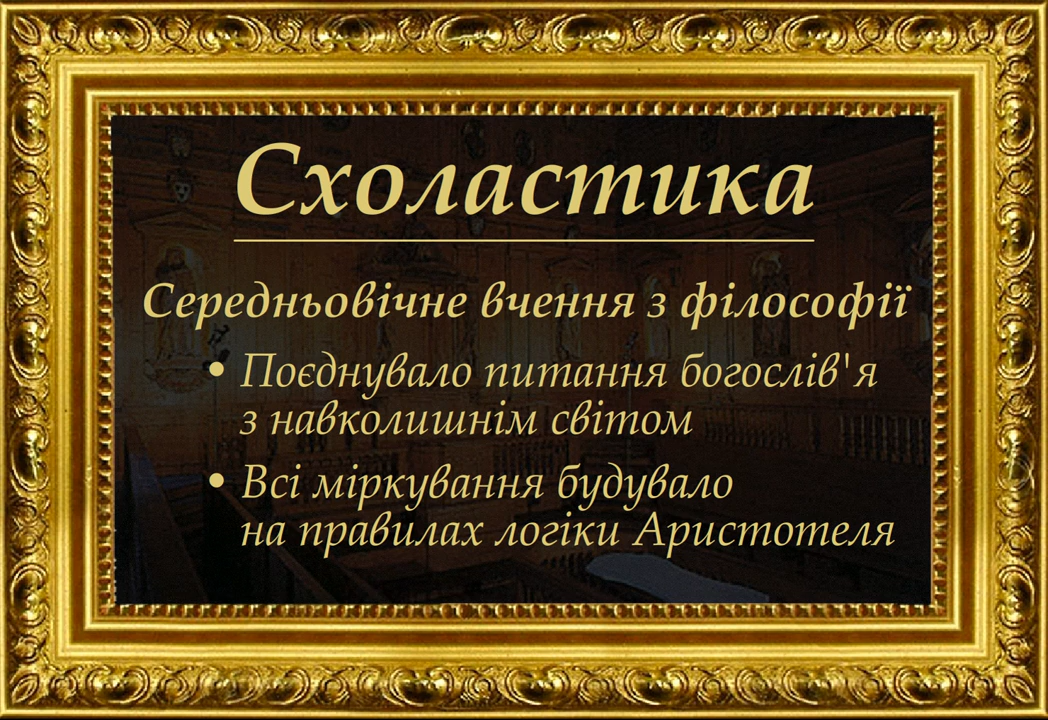 Схоластика
Середньовічне вчення з філософії
• Поєднувало питання богослів'я
з навколишнім світом
• Всі міркування будувало
на правилах логіки Аристотеля